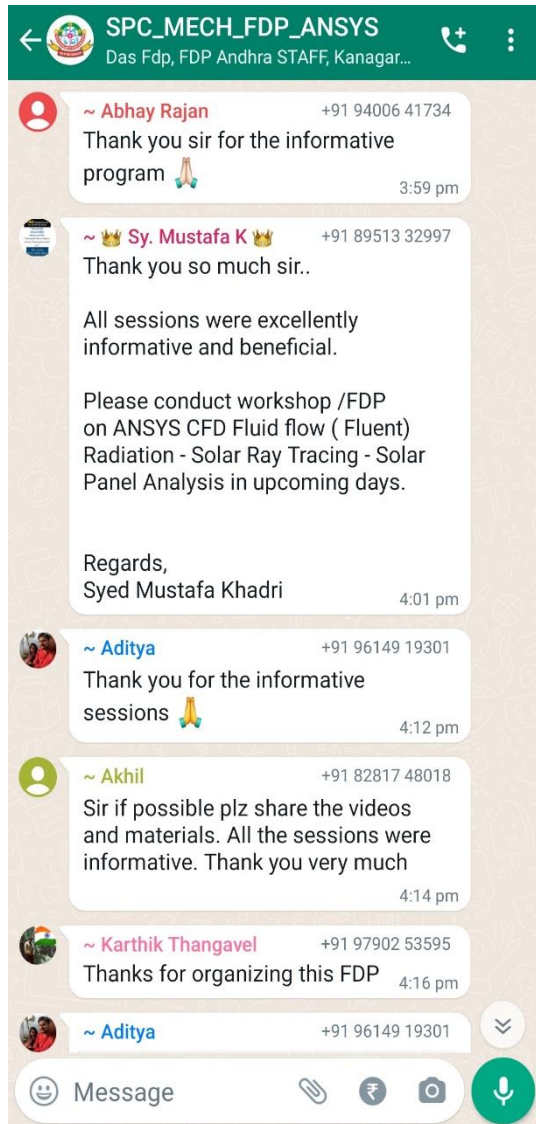 SPC_MECH_FDP_ANSYS
Das Fdp, FDP Andhra STAFF, Kanagar...
~ Abhay Rajan +91 94006 41734
Thank you sir for the informative
program 🙏🏻
3:59 pm
~ 👑 Sy. Mustafa K 👑 +91 89513 32997
Thank you so much sir..
All sessions were excellently
informative and beneficial.
Please conduct workshop /FDP
on ANSYS CFD Fluid flow ( Fluent)
Radiation - Solar Ray Tracing - Solar
Panel Analysis in upcoming days.
Regards,
Syed Mustafa Khadri
4:01 pm
~ Aditya +91 96149 19301
Thank you for the informative
sessions 🙏
4:12 pm
~ Akhil +91 82817 48018
Sir if possible plz share the videos
and materials. All the sessions were
informative. Thank you very much
4:14 pm
~ Karthik Thangavel +91 97902 53595
Thanks for organizing this FDP 4:16 pm
~ Aditya +91 96149 19301
Message ₹